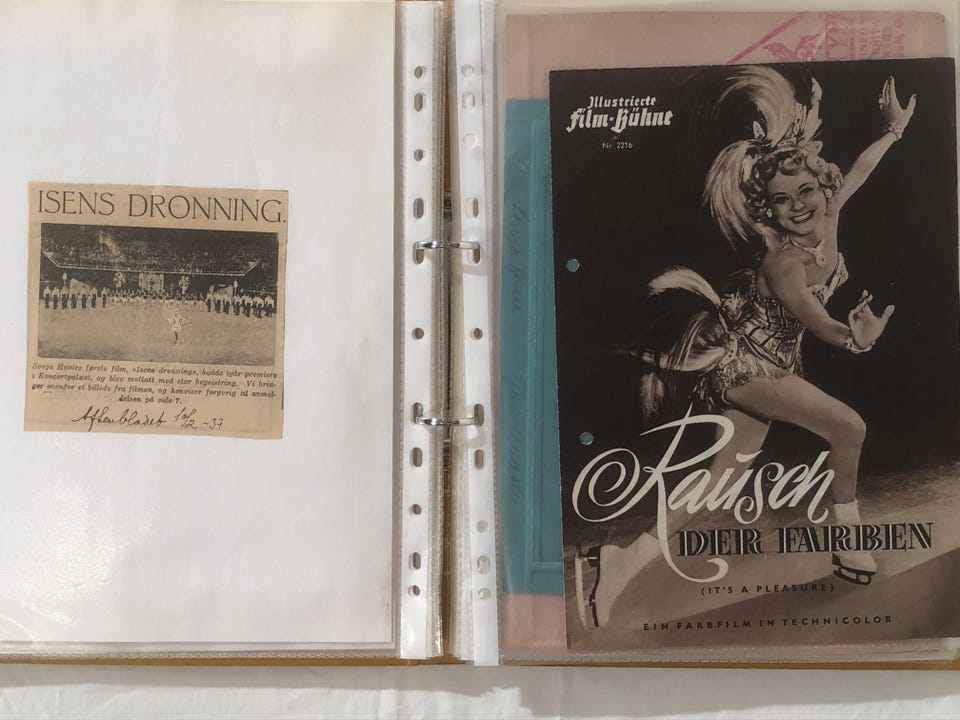 ISENS DRONNING.
Sonja Henies første film, «Isens dronning», hadde igår premiere
i Koncertpalæet, og blev mottatt med stor begeistring. Vi brin-
ger ovenfor et billede fra filmen, og henviser forøvrig til anmel-
delsen på side 7.
Aftenbladet 16/2 -37
Illustrierte
Film-Bühne
Nr. 2216
Rausch
DER FARBEN
(IT'S A PLEASURE)
EIN FARBFILM IN TECHNICOLOR